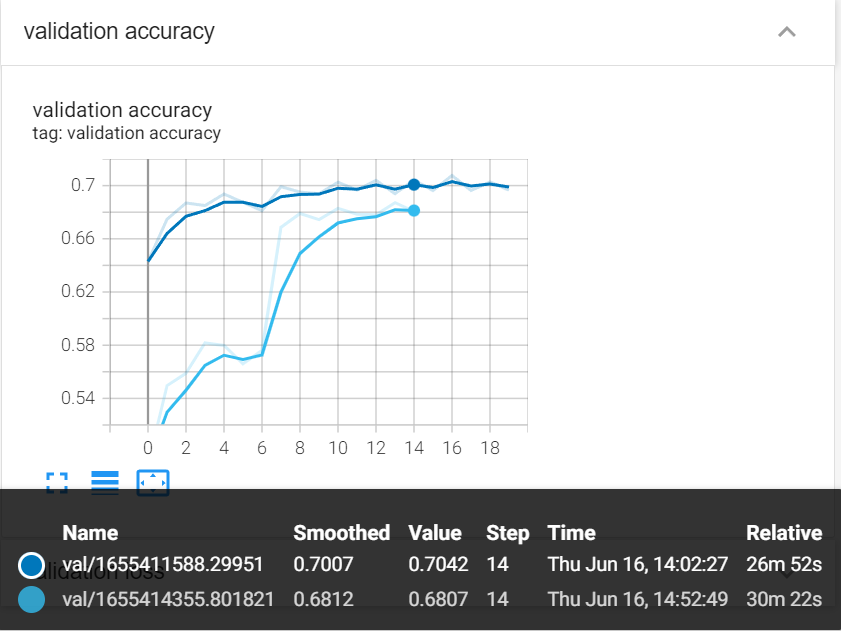 validation accuracy
validation accuracy
tag: validation accuracy
0.7
0.66
0.62
0.58
0.54
0 2 4 6 8 10 12 14 16 18
Name Smoothed Value Step Time Relative
val/1655411588.29951 0.7007 0.7042 14 Thu Jun 16, 14:02:27 26m 52s
validation loss
val/1655414355.801821 0.6812 0.6807 14 Thu Jun 16, 14:52:49 30m 22s